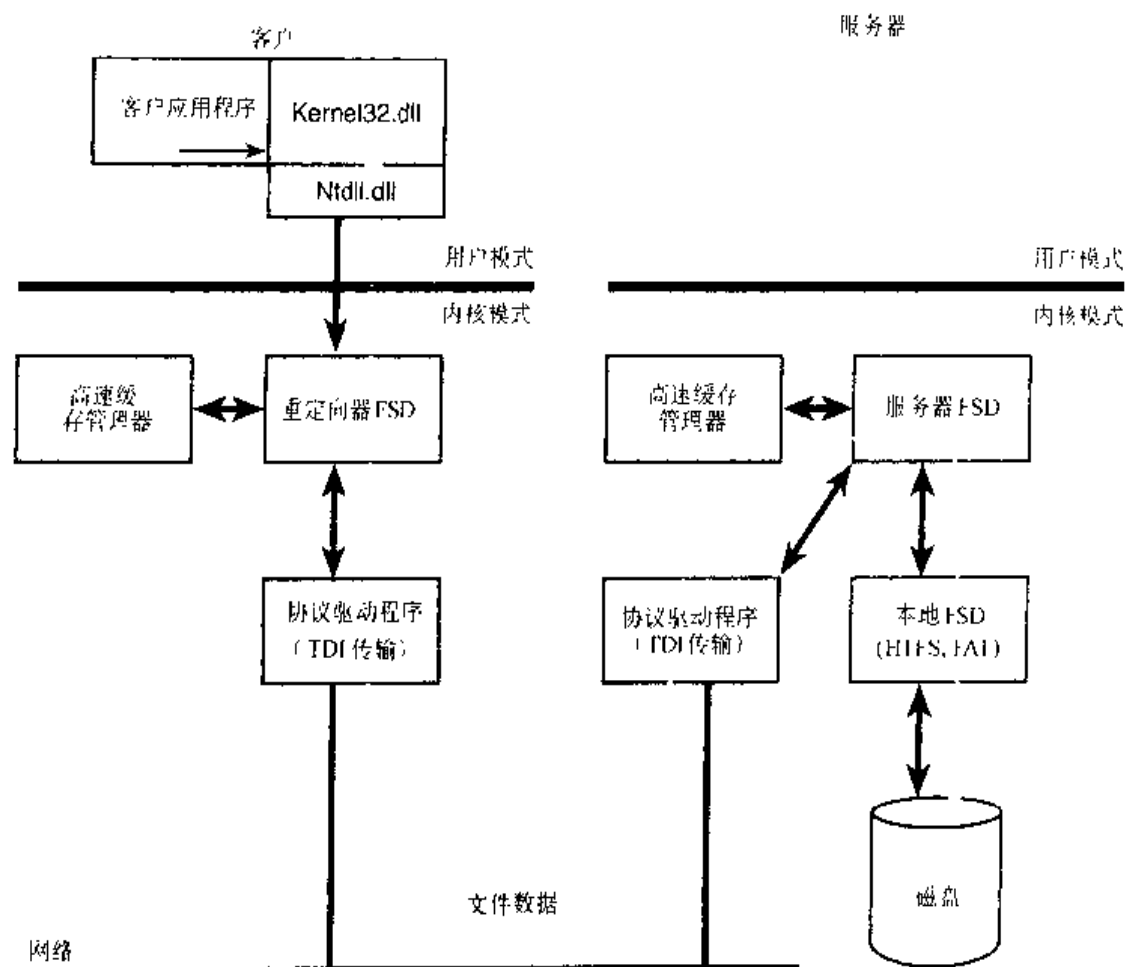 客户
服务器
客户应用程序
Kernel32.dll
Ntdll.dll
用户模式
用户模式
内核模式
内核模式
高速缓
存管理器
重定向器FSD
高速缓存
管理器
服务器FSD
协议驱动程序
(TDI传输)
协议驱动程序
(TDI传输)
本地FSD
(HTFS, FAT)
文件数据
磁盘
网络